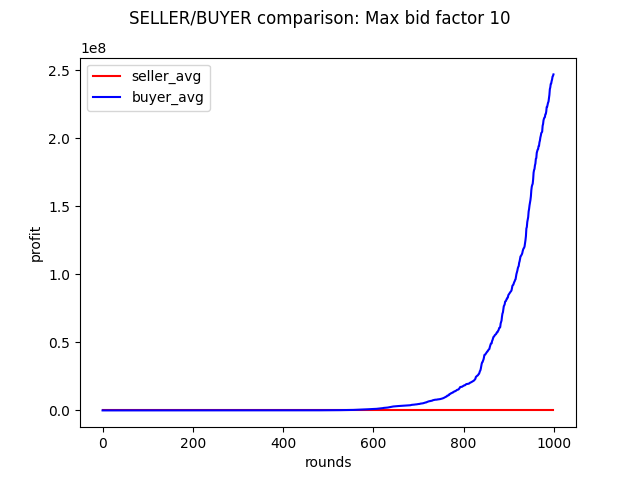 SELLER/BUYER comparison: Max bid factor 10
1e8
seller_avg
buyer_avg
2.5
2.0
1.5
1.0
0.5
0.0
profit
0 200 400 600 800 1000
rounds